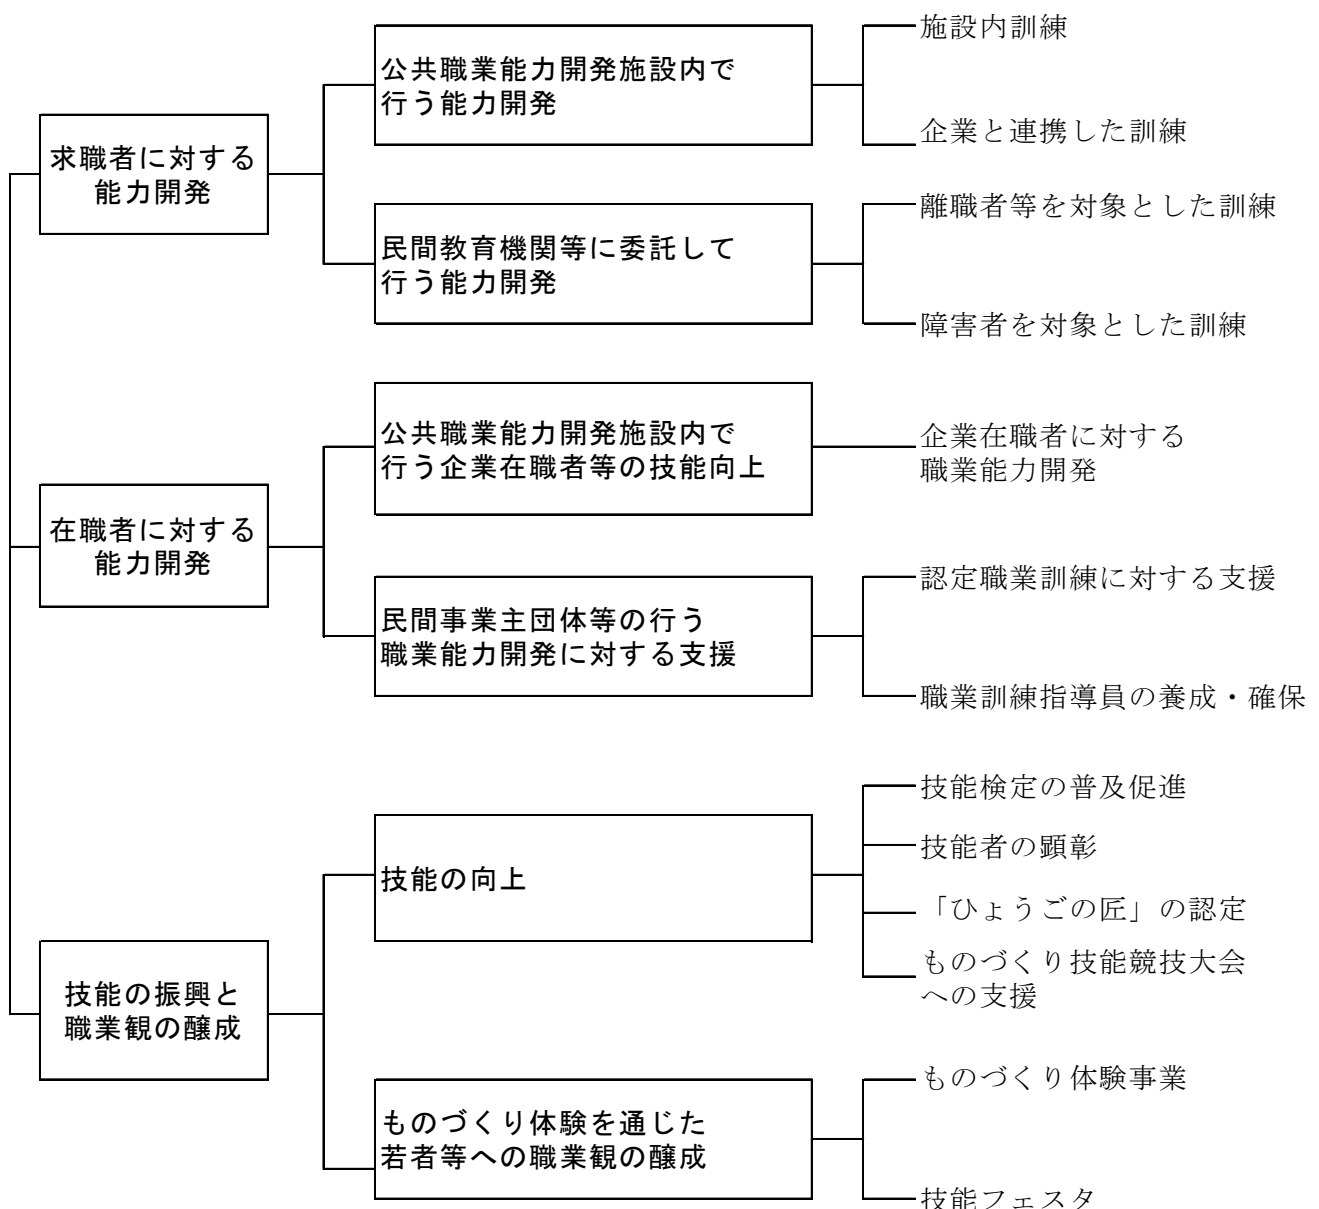 求職者に対する
能力開発
公共職業能力開発施設内で
行う能力開発
施設内訓練
企業と連携した訓練
民間教育機関等に委託して
行う能力開発
離職者等を対象とした訓練
障害者を対象とした訓練
在職者に対する
能力開発
公共職業能力開発施設内で
行う企業在職者等の技能向上
企業在職者に対する
職業能力開発
民間事業主団体等の行う
職業能力開発に対する支援
認定職業訓練に対する支援
職業訓練指導員の養成・確保
技能の振興と
職業観の醸成
技能の向上
技能検定の普及促進
技能者の顕彰
「ひょうごの匠」の認定
ものづくり技能競技大会
への支援
ものづくり体験を通じた
若者等への職業観の醸成
ものづくり体験事業
技能フェスタ